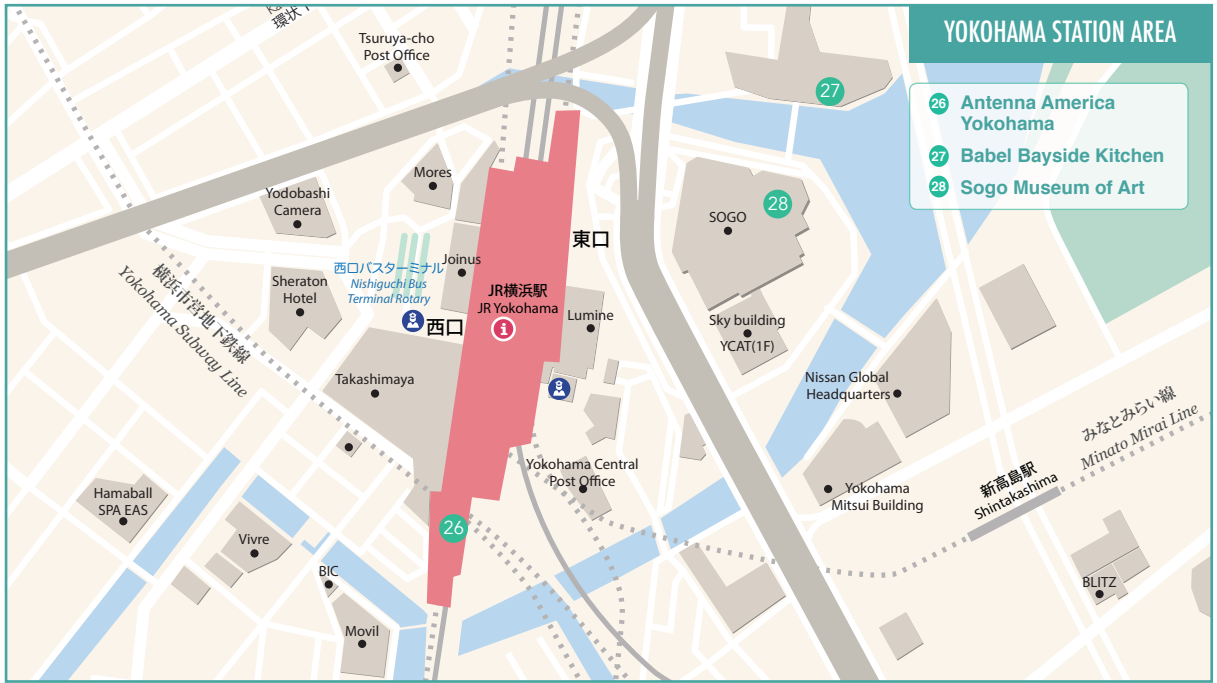 YOKOHAMA STATION AREA
26 Antenna America
Yokohama
27 Babel Bayside Kitchen
28 Sogo Museum of Art
環状
Tsuruya-cho
Post Office
27
Mores
Yodobashi
Camera
28
SOGO
東口
横浜市営地下鉄線
Yokohama Subway Line
西口バスターミナル
Nishiguchi Bus
Terminal Rotary
Joinus
Sheraton
Hotel
JR横浜駅
JR Yokohama
i
西口
Lumine
Sky building
YCAT(1F)
Takashimaya
Nissan Global
Headquarters
みなとみらい線
Minato Mirai Line
Yokohama Central
Post Office
新高島駅
Shintakashima
Yokohama
Mitsui Building
Hamaball
SPA EAS
26
Vivre
BIC
BLITZ
Movil